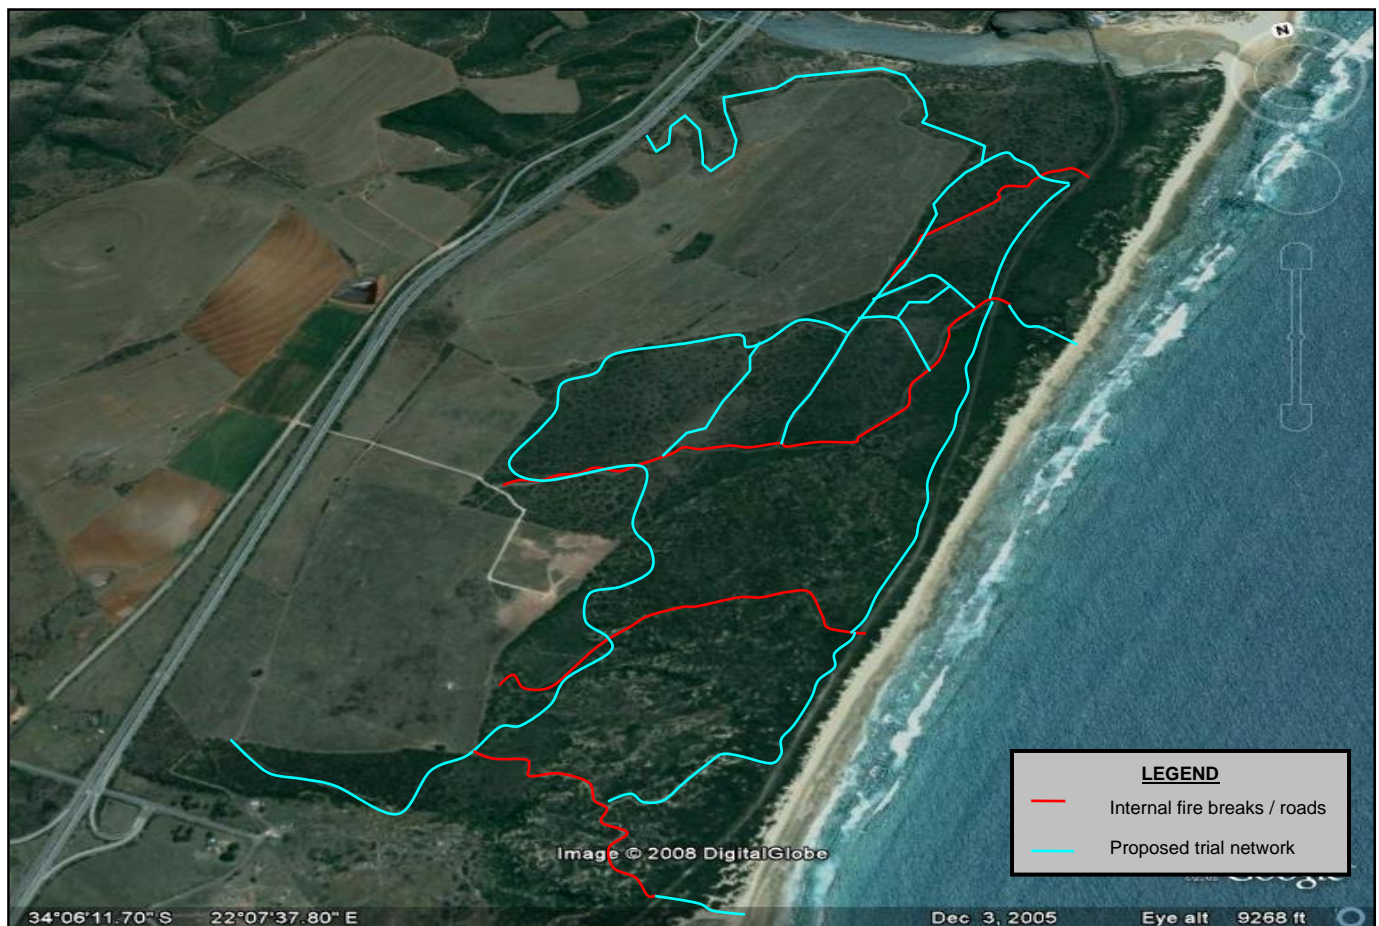 N
LEGEND
Internal fire breaks / roads
Proposed trial network
Image © 2008 DigitalGlobe
Google
34°06'11.70" S 22°07'37.80" E Dec 3, 2005 Eye alt 9268 ft